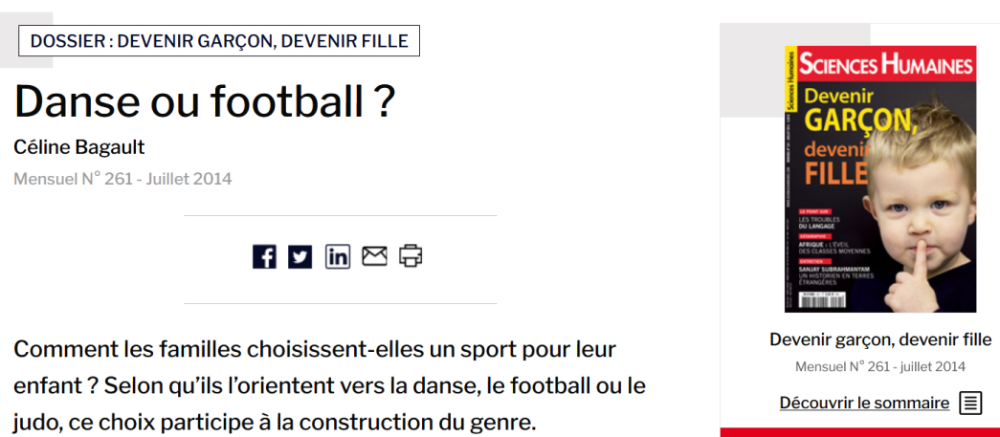 DOSSIER : DEVENIR GARÇON, DEVENIR FILLE
Danse ou football ?
Céline Bagault
Mensuel N° 261 - Juillet 2014
Comment les familles choisissent-elles un sport pour leur
enfant ? Selon qu’ils l’orientent vers la danse, le football ou le
judo, ce choix participe à la construction du genre.
Sciences Humaines
SCIENCES HUMAINES
Devenir
GARÇON,
devenir
FILLE
LE POINT SUR
LES TROUBLES
DU LANGAGE
GÉOGRAPHIE
AFRIQUE : L'ÉVEIL
DES CLASSES MOYENNES
ENTRETIEN
SANJAY SUBRAHMANYAM
UN HISTORIEN EN TERRES
ÉTRANGÈRES
Devenir garçon, devenir fille
Mensuel N° 261 - juillet 2014
Découvrir le sommaire